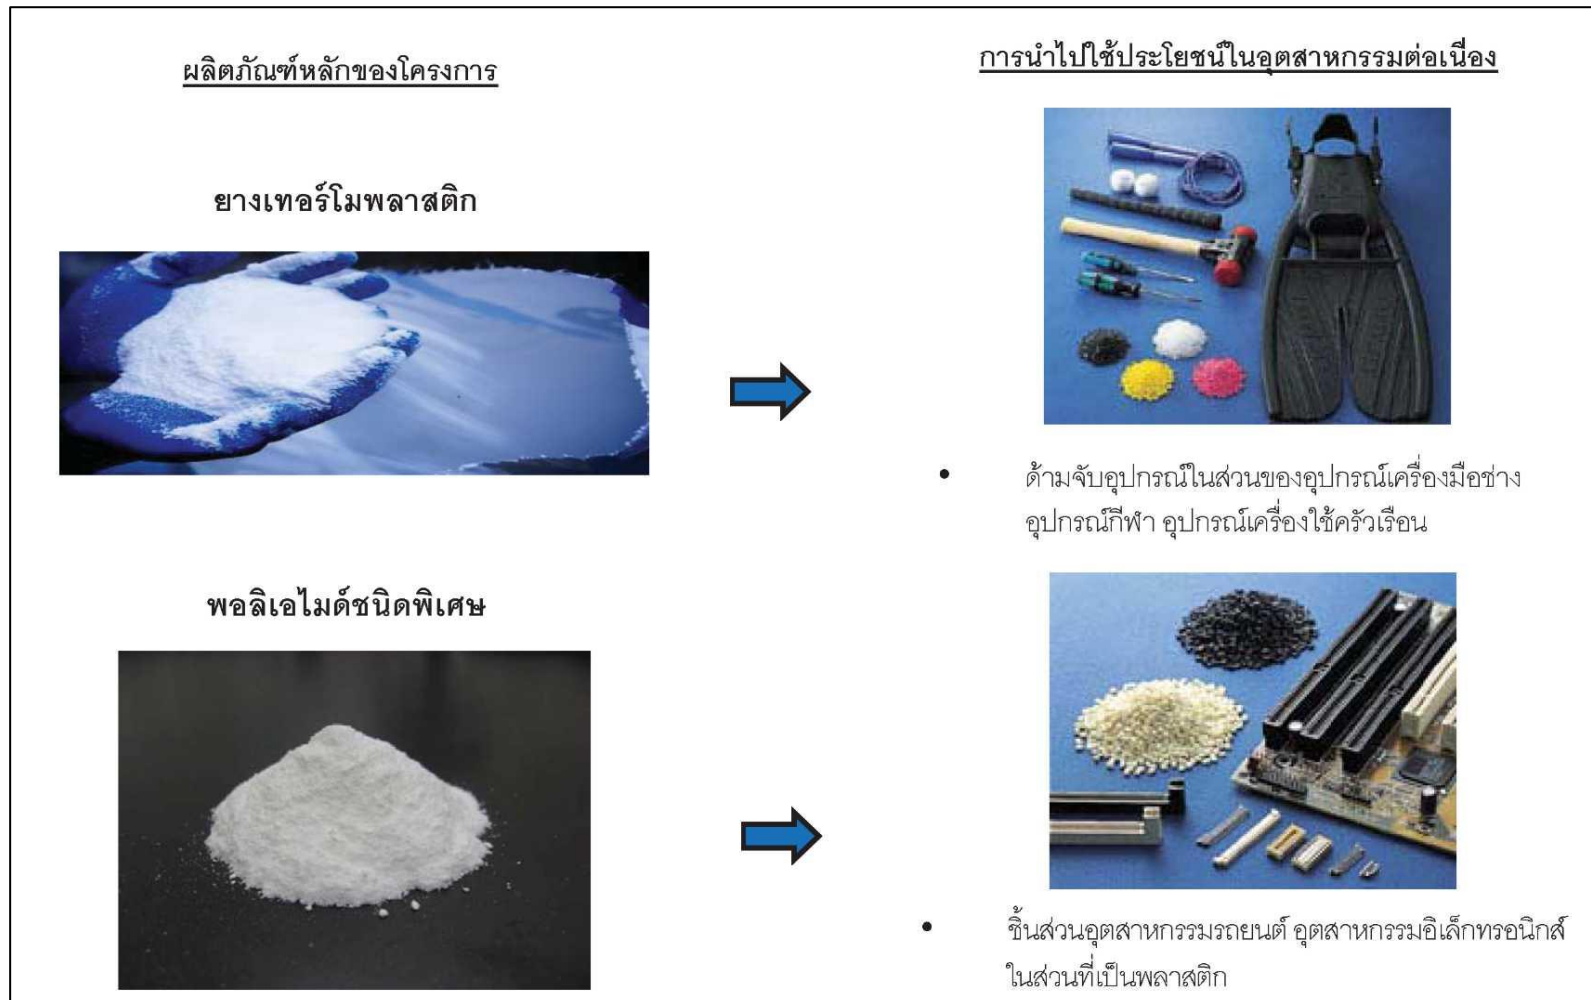 ผลิตภัณฑ์หลักของโครงการ
การนำไปใช้ประโยชน์ในอุตสาหกรรมต่อเนื่อง
ยางเทอร์โมพลาสติก
• ด้ามจับอุปกรณ์ในส่วนของอุปกรณ์เครื่องมือช่าง
อุปกรณ์กีฬา อุปกรณ์เครื่องใช้ครัวเรือน
พอลิเอไมด์ชนิดพิเศษ
• ชิ้นส่วนอุตสาหกรรมรถยนต์ อุตสาหกรรมอิเล็กทรอนิกส์
ในส่วนที่เป็นพลาสติก